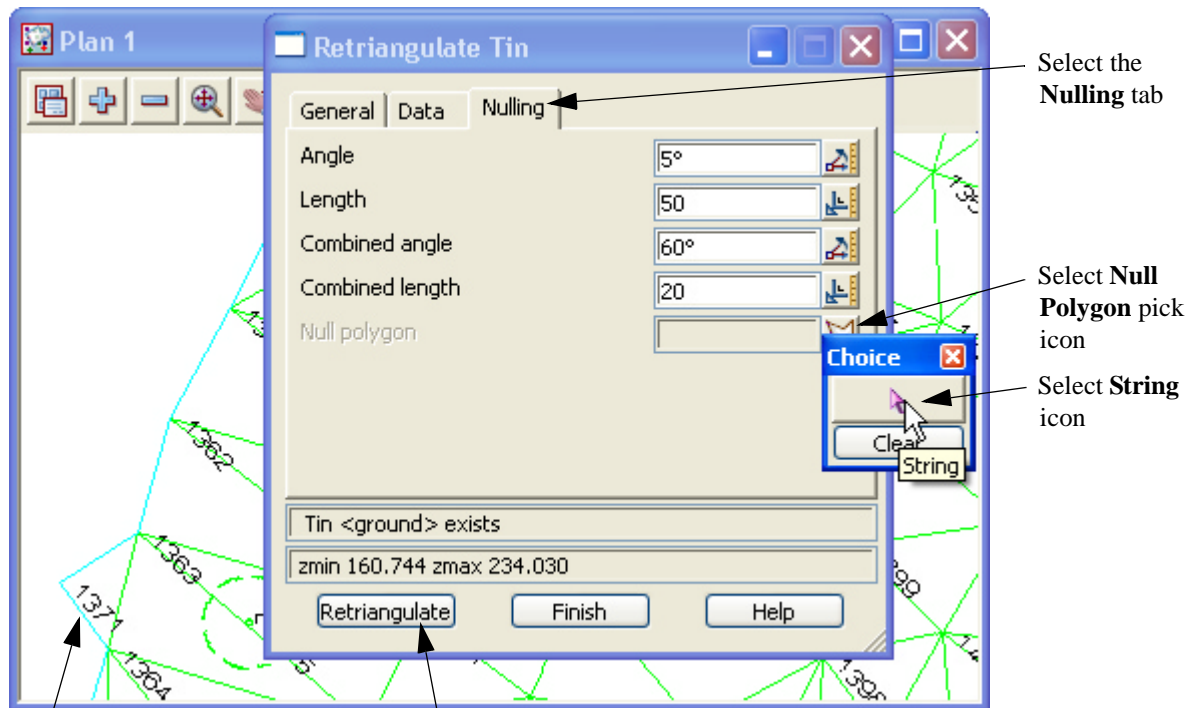 Plan 1
Retriangulate Tin
Select the
Nulling tab
General
Data
Nulling
Angle
5°
Length
50
Combined angle
60°
Combined length
20
Null polygon
Select Null
Polygon pick
icon
Choice
Select String
icon
Clear
String
Tin <ground> exists
zmin 160.744 zmax 234.030
Retriangulate
Finish
Help
1362
1363
1371
1364